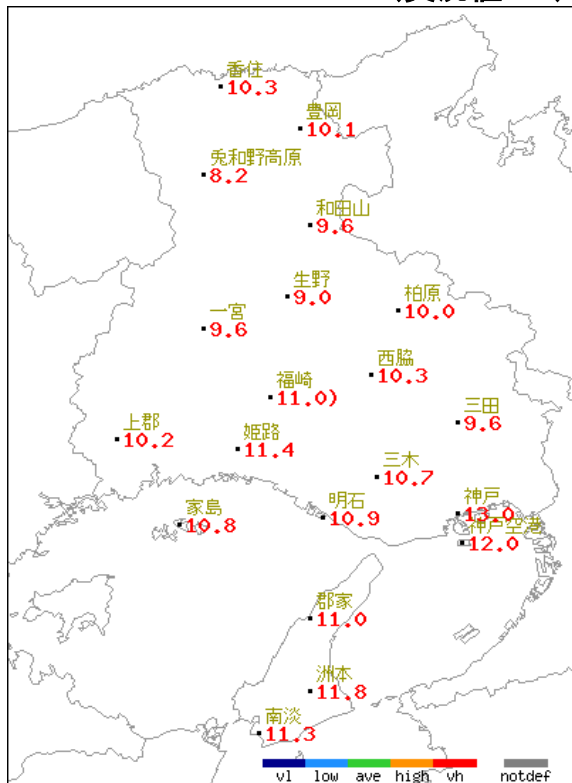 香住
10.3
豊岡
10.1
兎和野高原
8.2
和田山
9.6
生野
9.0
柏原
10.0
一宮
9.6
西脇
10.3
福崎
11.0)
三田
9.6
上郡
10.2
姫路
11.4
三木
10.7
家島
10.8
明石
10.9
神戸
13.0
神戸空港
12.0
郡家
11.0
洲本
11.8
南淡
11.3
vl low ave high vh notdef